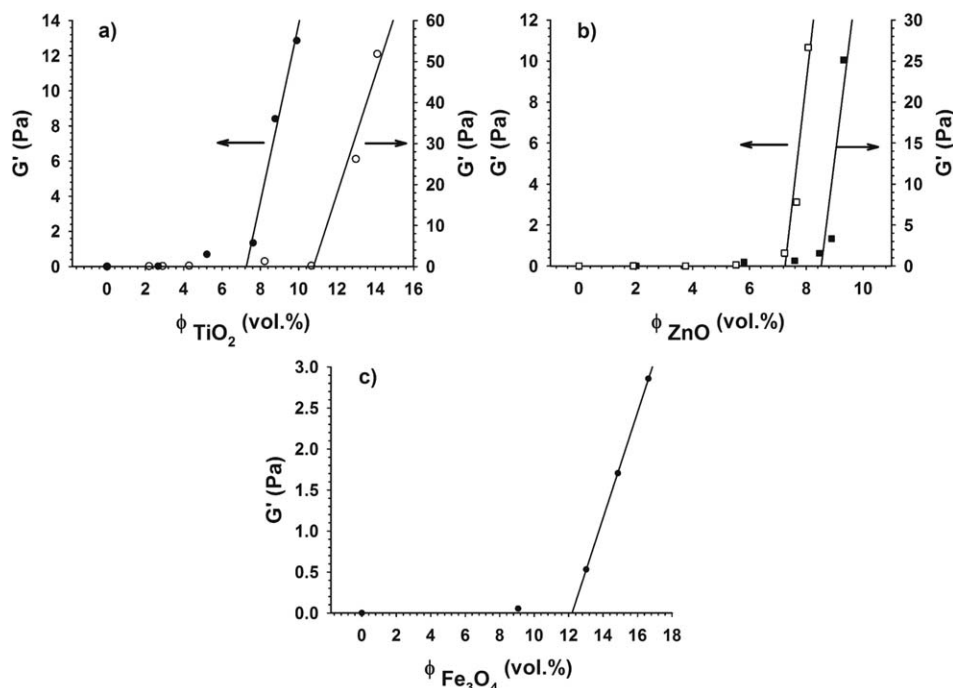 a)
14
12
10
8
6
4
2
0
G' (Pa)
60
50
40
30
20
10
0
G' (Pa)
0 2 4 6 8 10 12 14 16
ϕ TiO2 (vol.%)
b)
12
10
8
6
4
2
0
G' (Pa)
30
25
20
15
10
5
0
G' (Pa)
0 2 4 6 8 10
ϕ ZnO (vol.%)
c)
3.0
2.5
2.0
1.5
1.0
0.5
0.0
G' (Pa)
0 2 4 6 8 10 12 14 16 18
ϕ Fe3O4 (vol.%)